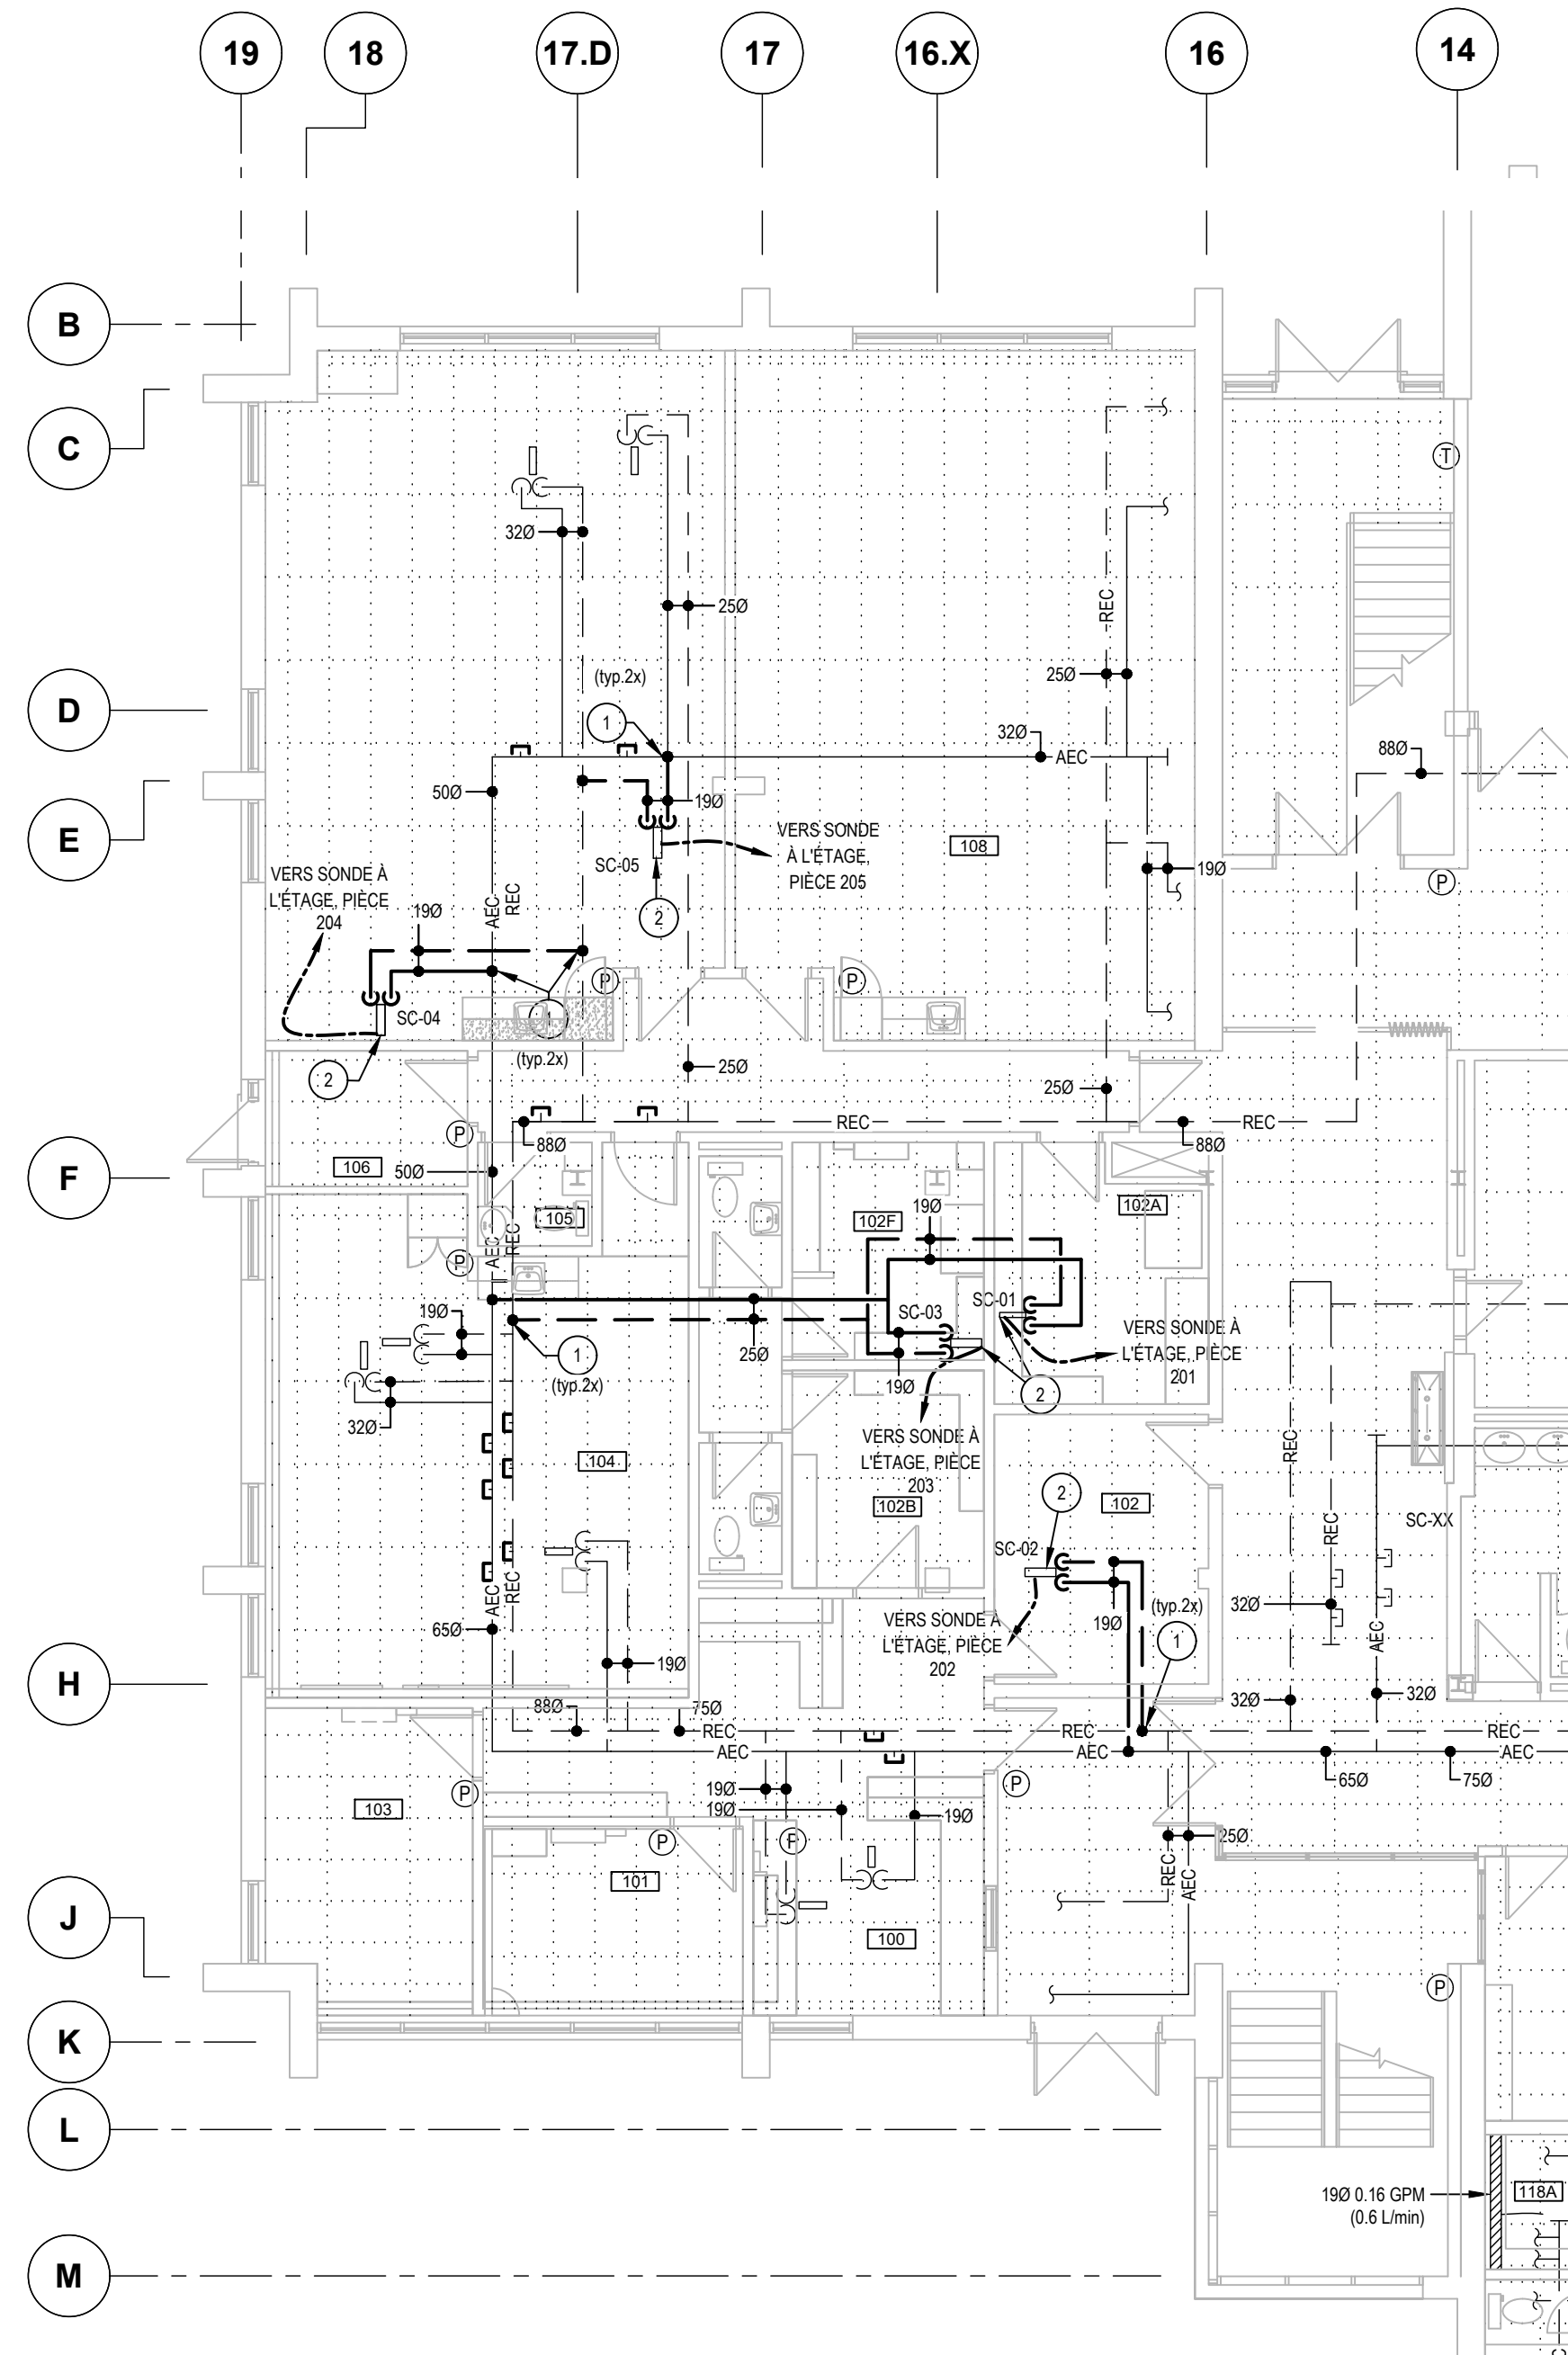 19
18
17.D
17
16.X
16
14
B
C
T
32Ø
25Ø
REC
(typ.2x)
25Ø
D
1
32Ø
AEC
88Ø
50Ø
19Ø
E
VERS SONDE
À L'ÉTAGE,
PIÈCE 205
108
SC-05
19Ø
P
VERS SONDE À
L'ÉTAGE, PIÈCE
204
19Ø
AEC
REC
2
P
P
SC-04
1
(typ.2x)
2
25Ø
25Ø
REC
REC
88Ø
88Ø
P
F
106
50Ø
105
102F
19Ø
102A
AEC
REC
P
19Ø
SC-03
SC-01
VERS SONDE À
L'ÉTAGE, PIÈCE
201
25Ø
1
(typ.2x)
19Ø
2
32Ø
VERS SONDE À
L'ÉTAGE, PIÈCE
203
REC
104
102B
2
102
SC-XX
REC
SC-02
AEC
REC
32Ø
(typ.2x)
19Ø
VERS SONDE À
L'ÉTAGE, PIÈCE
202
65Ø
1
AEC
19Ø
H
32Ø
32Ø
88Ø
75Ø
REC
REC
REC
AEC
AEC
AEC
65Ø
75Ø
P
P
19Ø
103
19Ø
19Ø
25Ø
P
P
REC
AEC
101
J
100
P
K
L
19Ø 0.16 GPM
(0.6 L/min)
118A
M